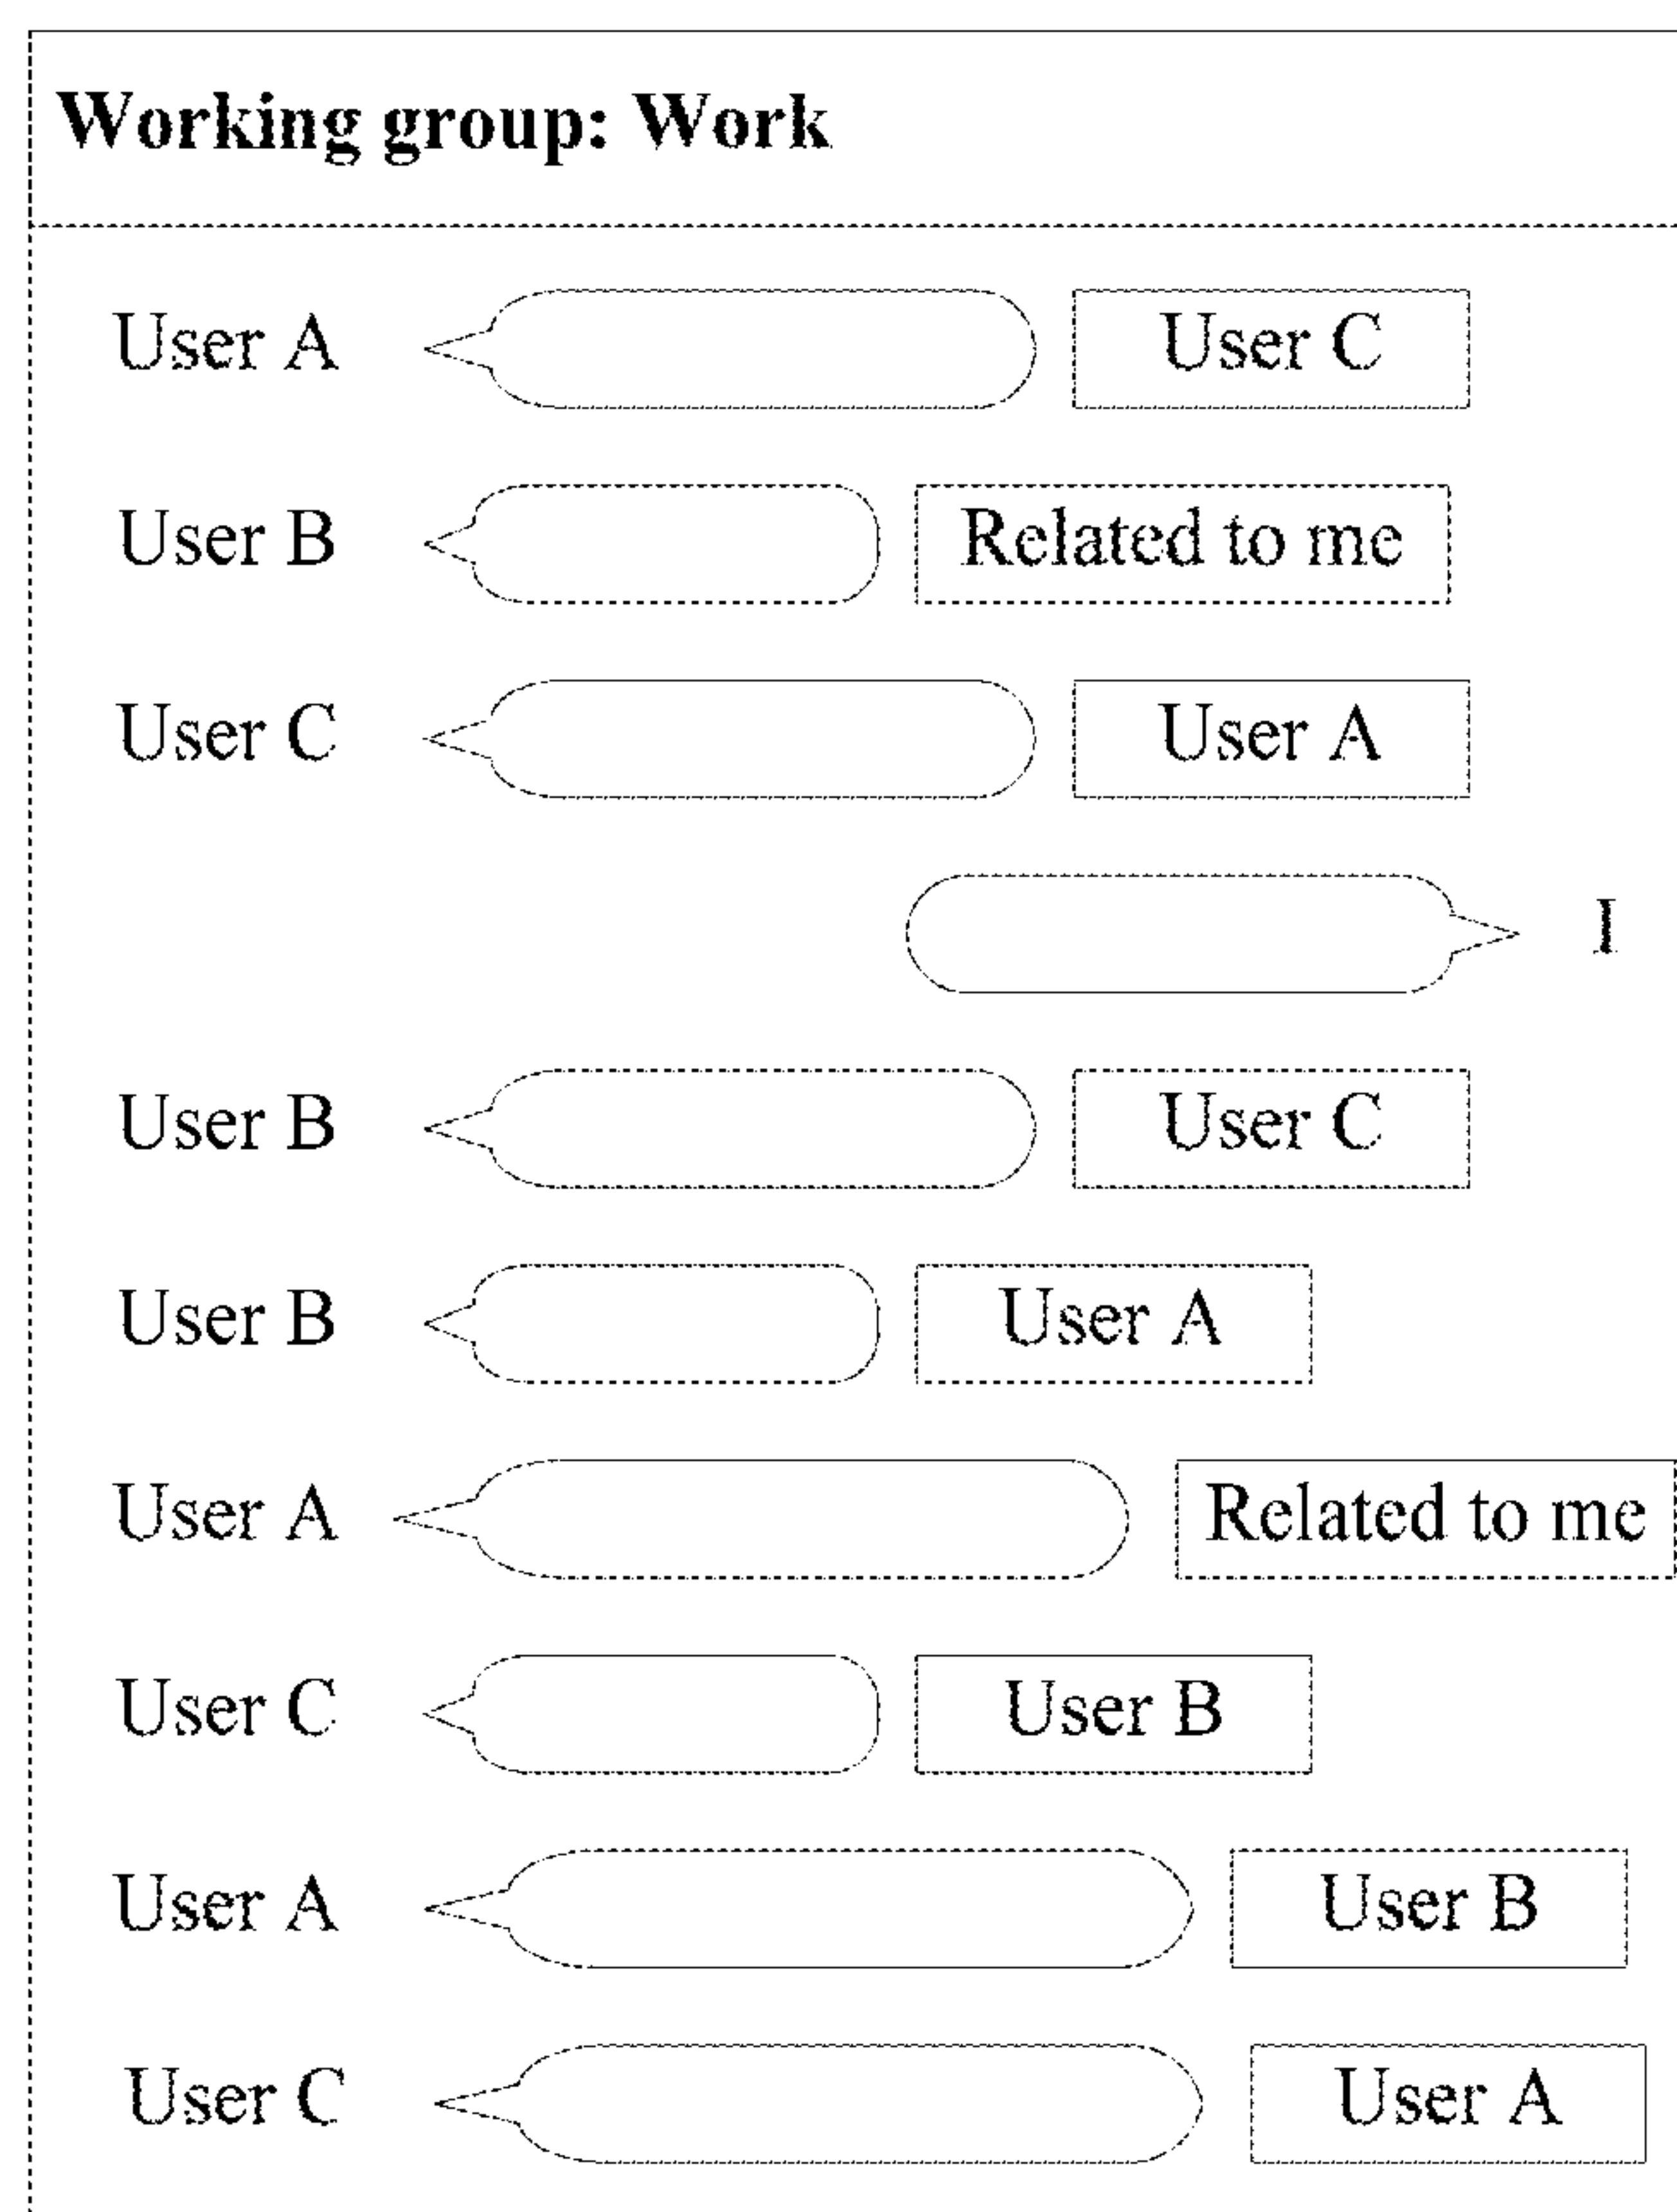 Working group: Work
User A User C
User B Related to me
User C User A
I
User B User C
User B User A
User A Related to me
User C User B
User A User B
User C User A